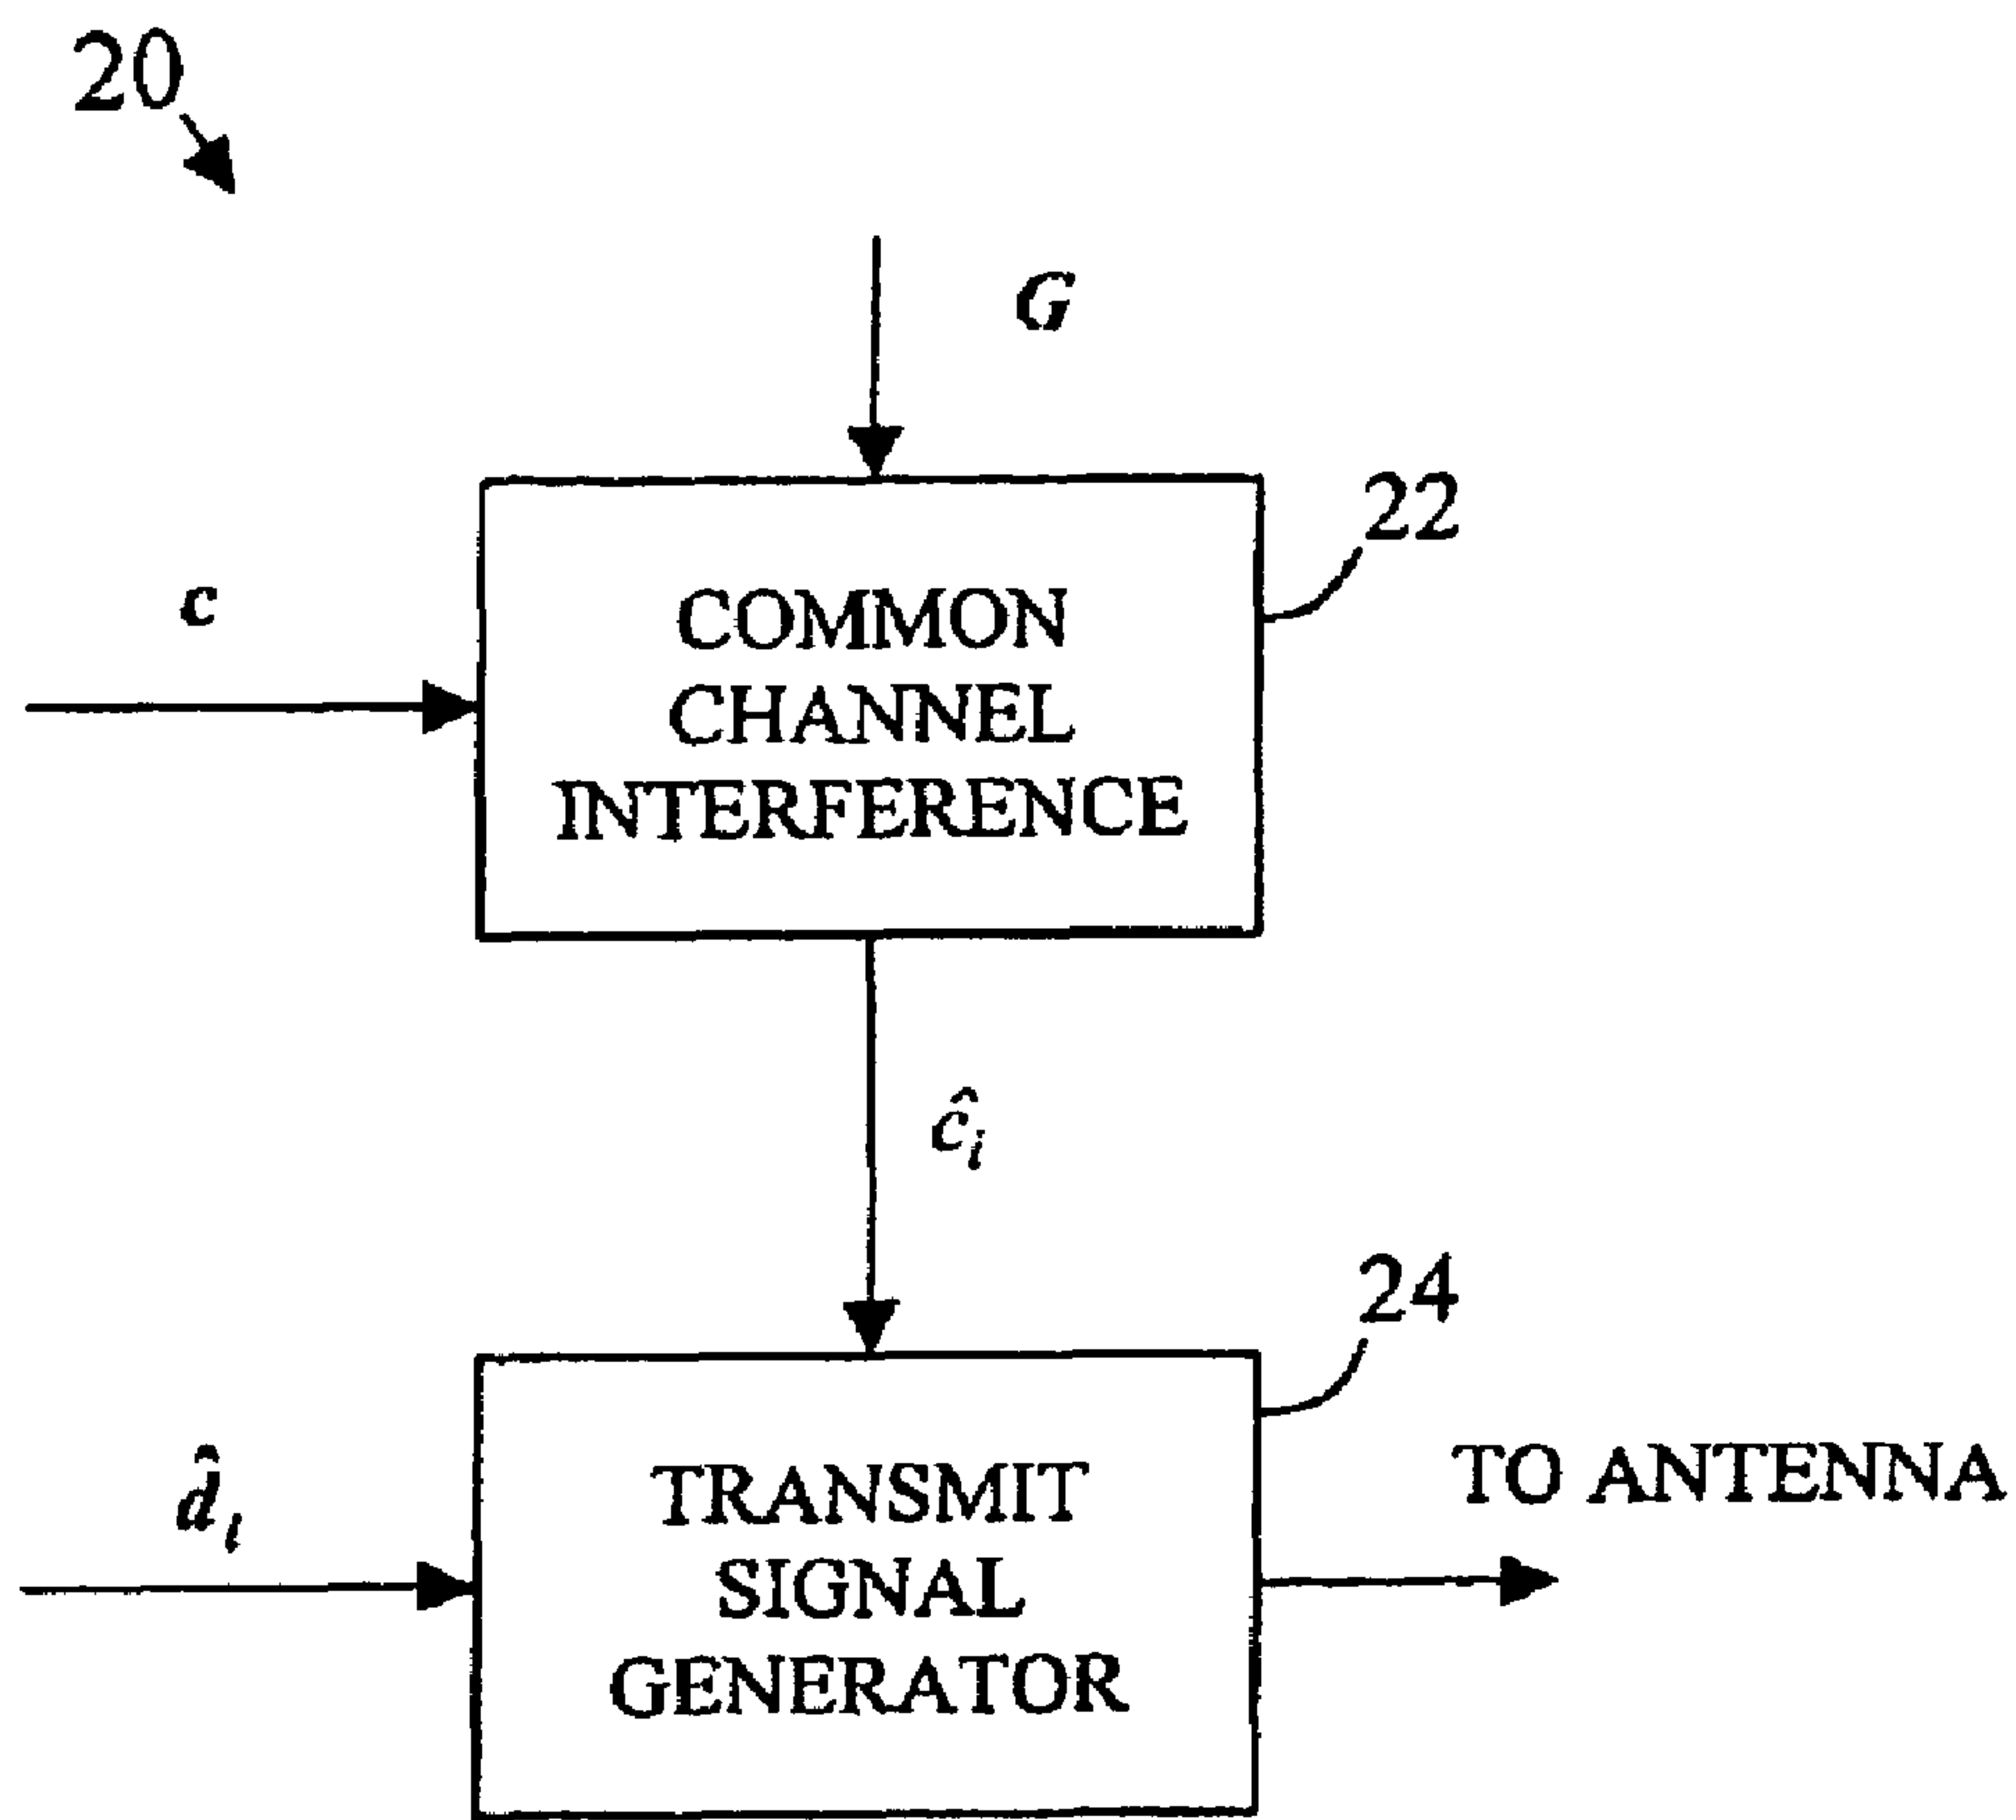 20
G
22
c
COMMON
CHANNEL
INTERFERENCE
ĉᵢ
24
d̂ᵢ
TRANSMIT
SIGNAL
GENERATOR
TO ANTENNA